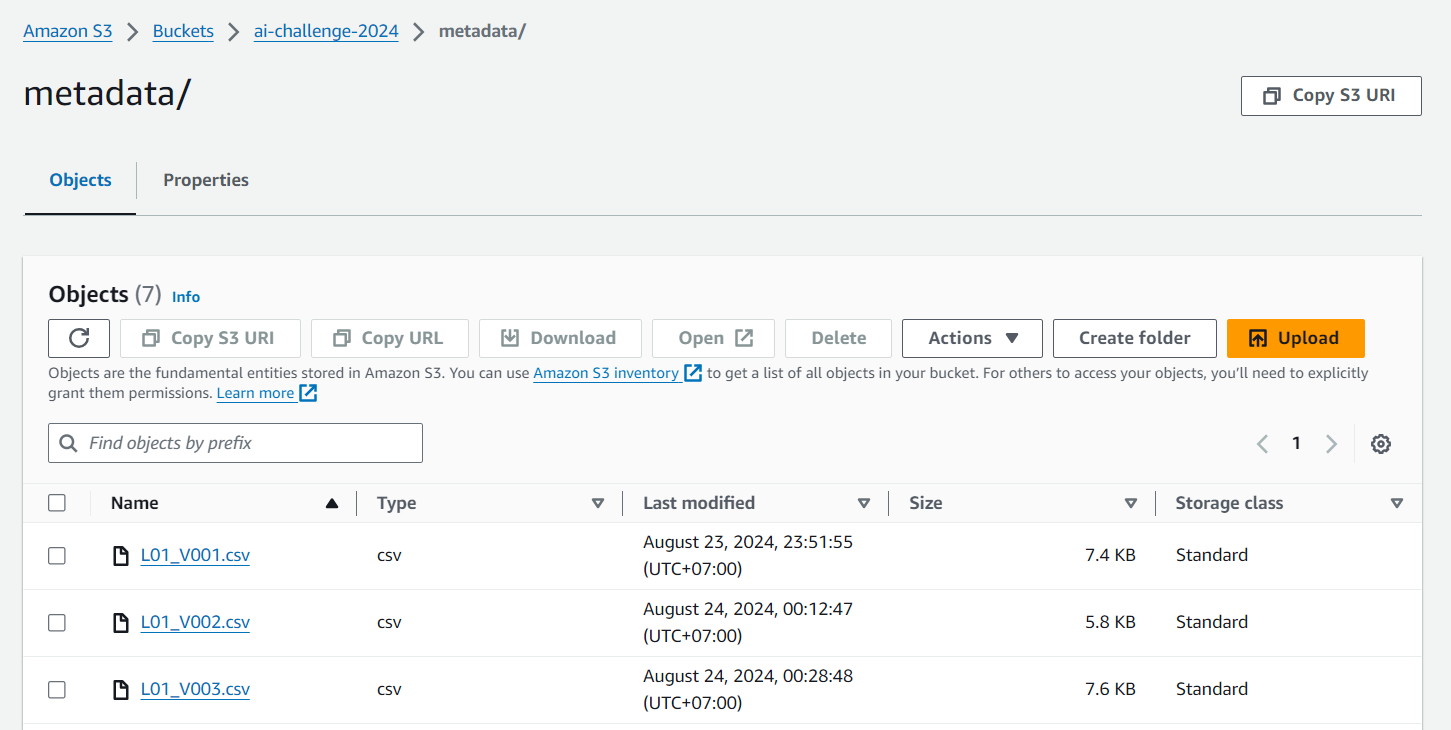 Amazon S3 Buckets ai-challenge-2024 metadata/
metadata/
Copy S3 URI
Objects Properties
Objects (7) Info
Copy S3 URI Copy URL Download Open Delete Actions Create folder Upload
Objects are the fundamental entities stored in Amazon S3. You can use Amazon S3 inventory to get a list of all objects in your bucket. For others to access your objects, you’ll need to explicitly
grant them permissions. Learn more
Find objects by prefix
1
Name Type Last modified Size Storage class
L01_V001.csv csv August 23, 2024, 23:51:55 (UTC+07:00) 7.4 KB Standard
L01_V002.csv csv August 24, 2024, 00:12:47 (UTC+07:00) 5.8 KB Standard
L01_V003.csv csv August 24, 2024, 00:28:48 (UTC+07:00) 7.6 KB Standard